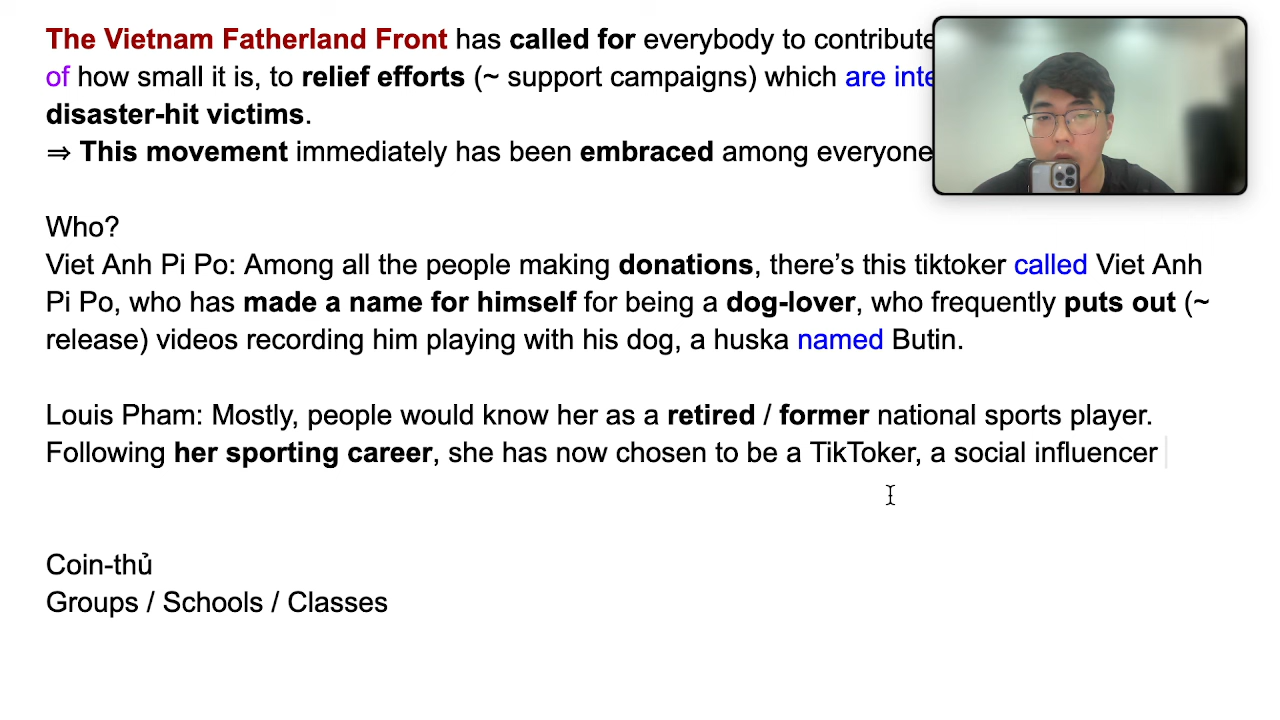 The Vietnam Fatherland Front has called for everybody to contribute
of how small it is, to relief efforts (~ support campaigns) which are inte
disaster-hit victims.
⇒ This movement immediately has been embraced among everyone
Who?
Viet Anh Pi Po: Among all the people making donations, there’s this tiktoker called Viet Anh
Pi Po, who has made a name for himself for being a dog-lover, who frequently puts out (~
release) videos recording him playing with his dog, a huska named Butin.
Louis Pham: Mostly, people would know her as a retired / former national sports player.
Following her sporting career, she has now chosen to be a TikToker, a social influencer
Coin-thủ
Groups / Schools / Classes